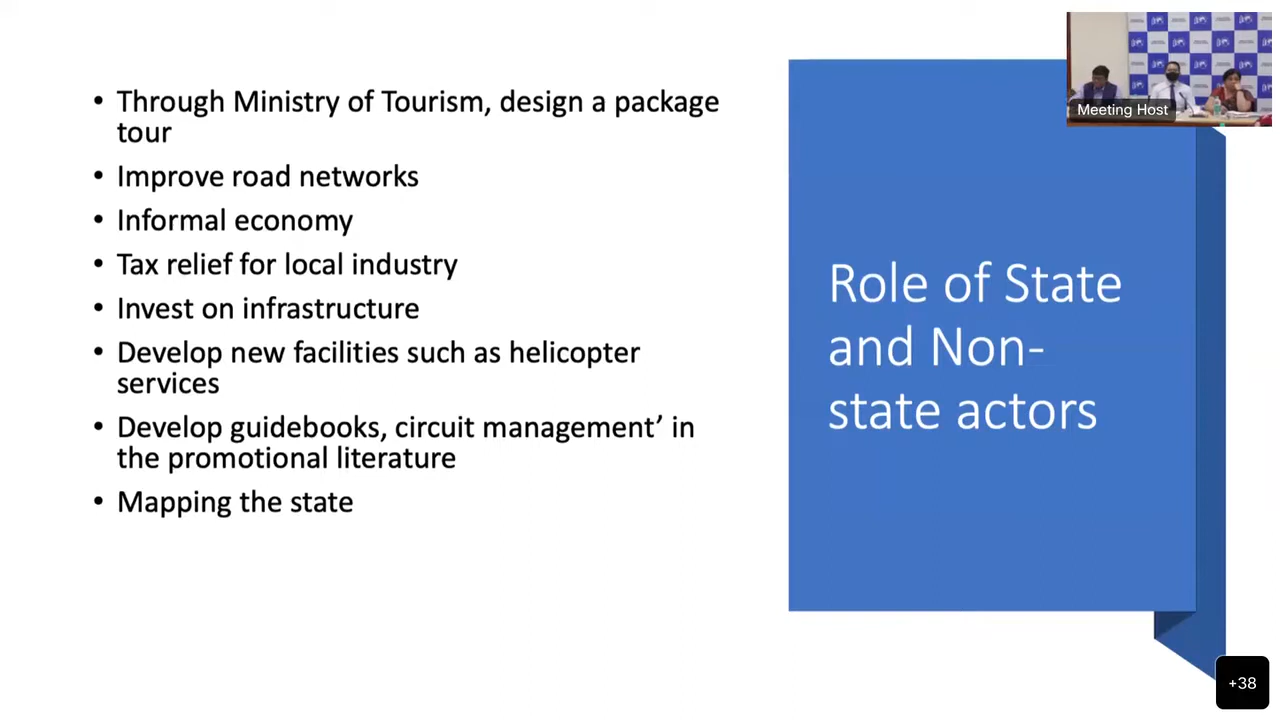 • Through Ministry of Tourism, design a package
tour
• Improve road networks
• Informal economy
• Tax relief for local industry
• Invest on infrastructure
• Develop new facilities such as helicopter
services
• Develop guidebooks, circuit management’ in
the promotional literature
• Mapping the state
Role of State
and Non-
state actors
Meeting Host
+38